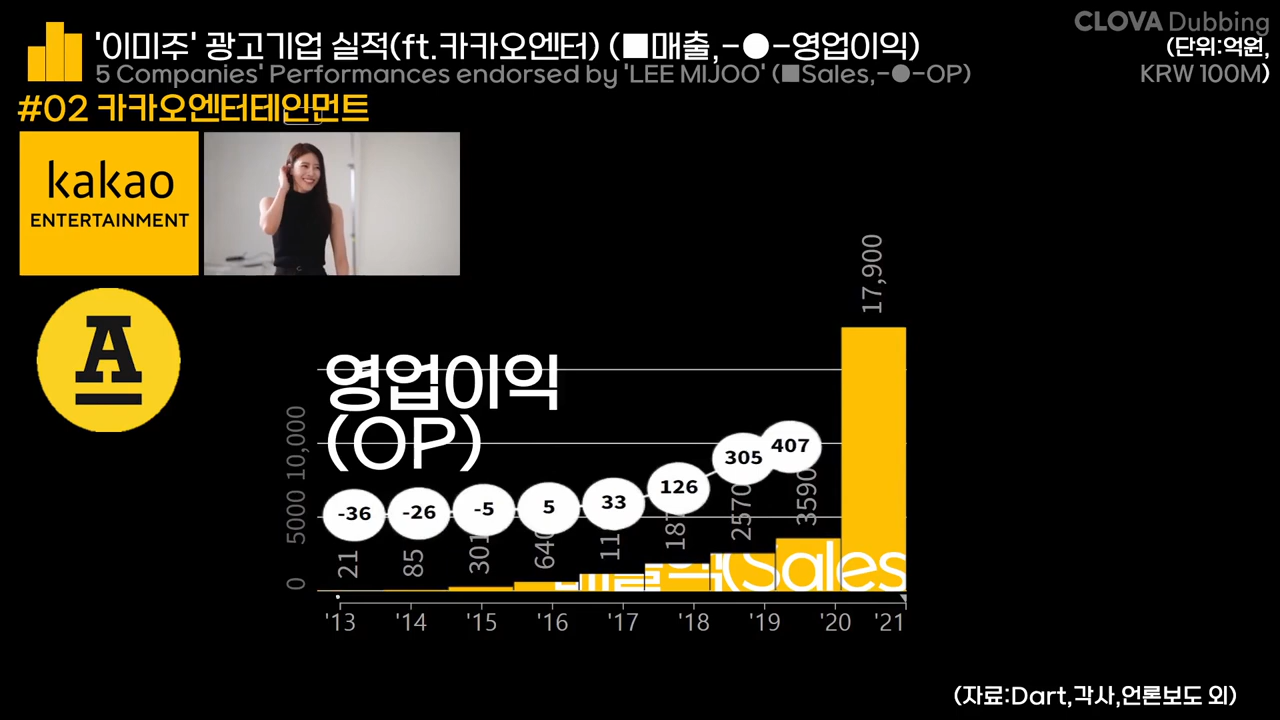 CLOVA Dubbing
'이미주' 광고기업 실적(ft.카카오엔터) (■매출,-●-영업이익)
(단위:억원,
5 Companies' Performances endorsed by 'LEE MIJOO' (■Sales,-●-OP)
KRW 100M)
#02 카카오엔터테인먼트
kakao
ENTERTAINMENT
A
영업이익
(OP)
17,900
10,000
5000
0
-36
-26
-5
5
33
126
305
407
21
85
301
640
2570
3590
(Sales
'13 '14 '15 '16 '17 '18 '19 '20 '21
(자료:Dart,각사,언론보도 외)